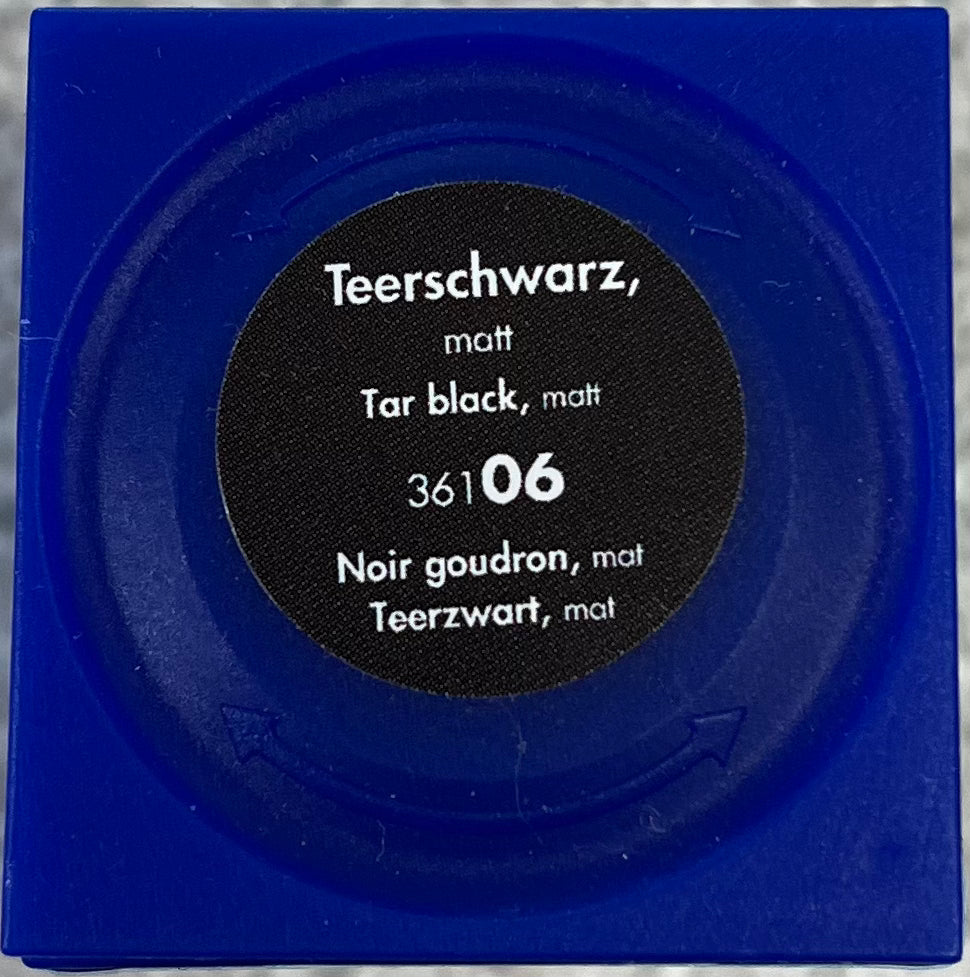 Teerschwarz,
matt
Tar black, matt
36106
Noir goudron, mat
Teerzwart, mat